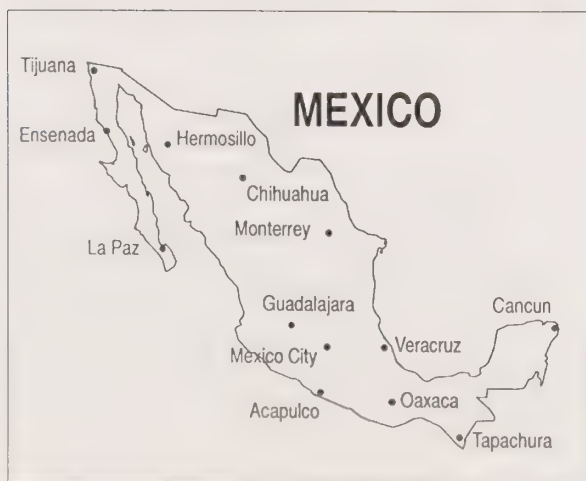 Tijuana
MEXICO
Ensenada
Hermosillo
Chihuahua
Monterrey
La Paz
Guadalajara
Cancun
Mexico City
Veracruz
Acapulco
Oaxaca
Tapachura